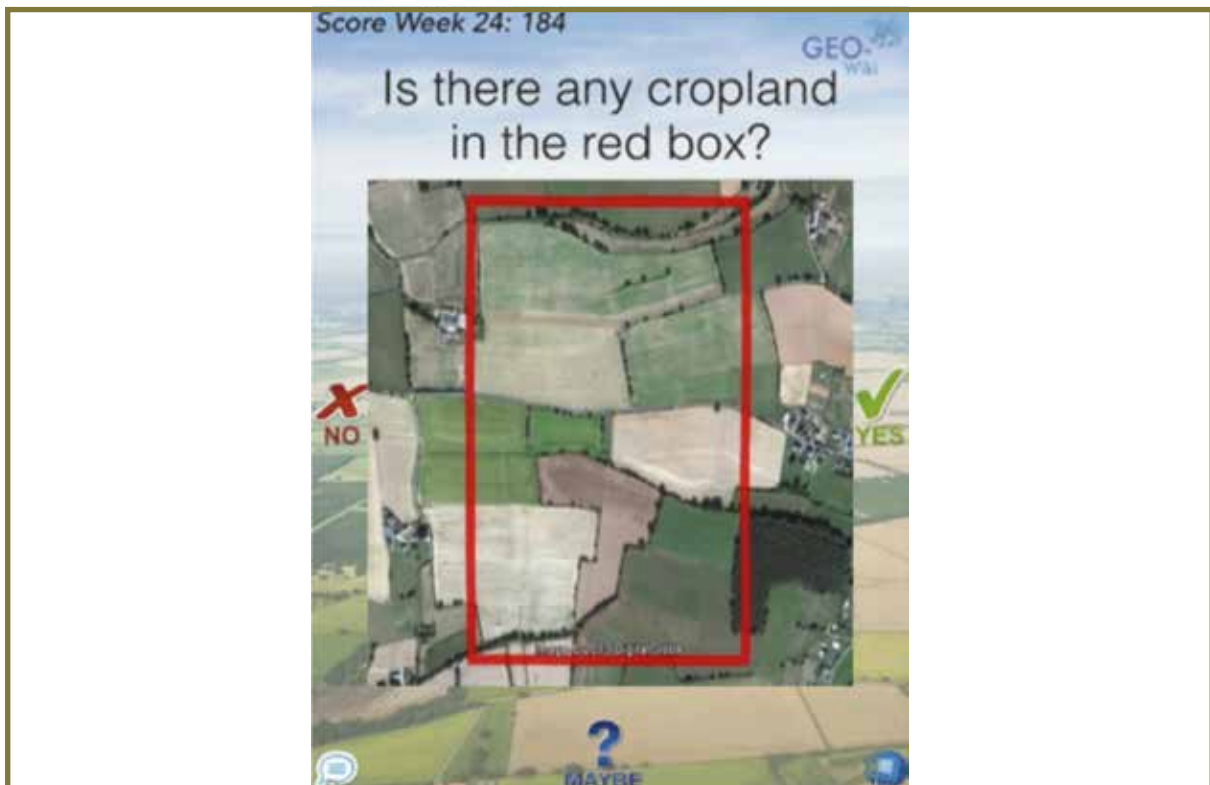 Score Week 24: 184
GEO-
Wiki
Is there any cropland
in the red box?
NO
YES
MAYBE